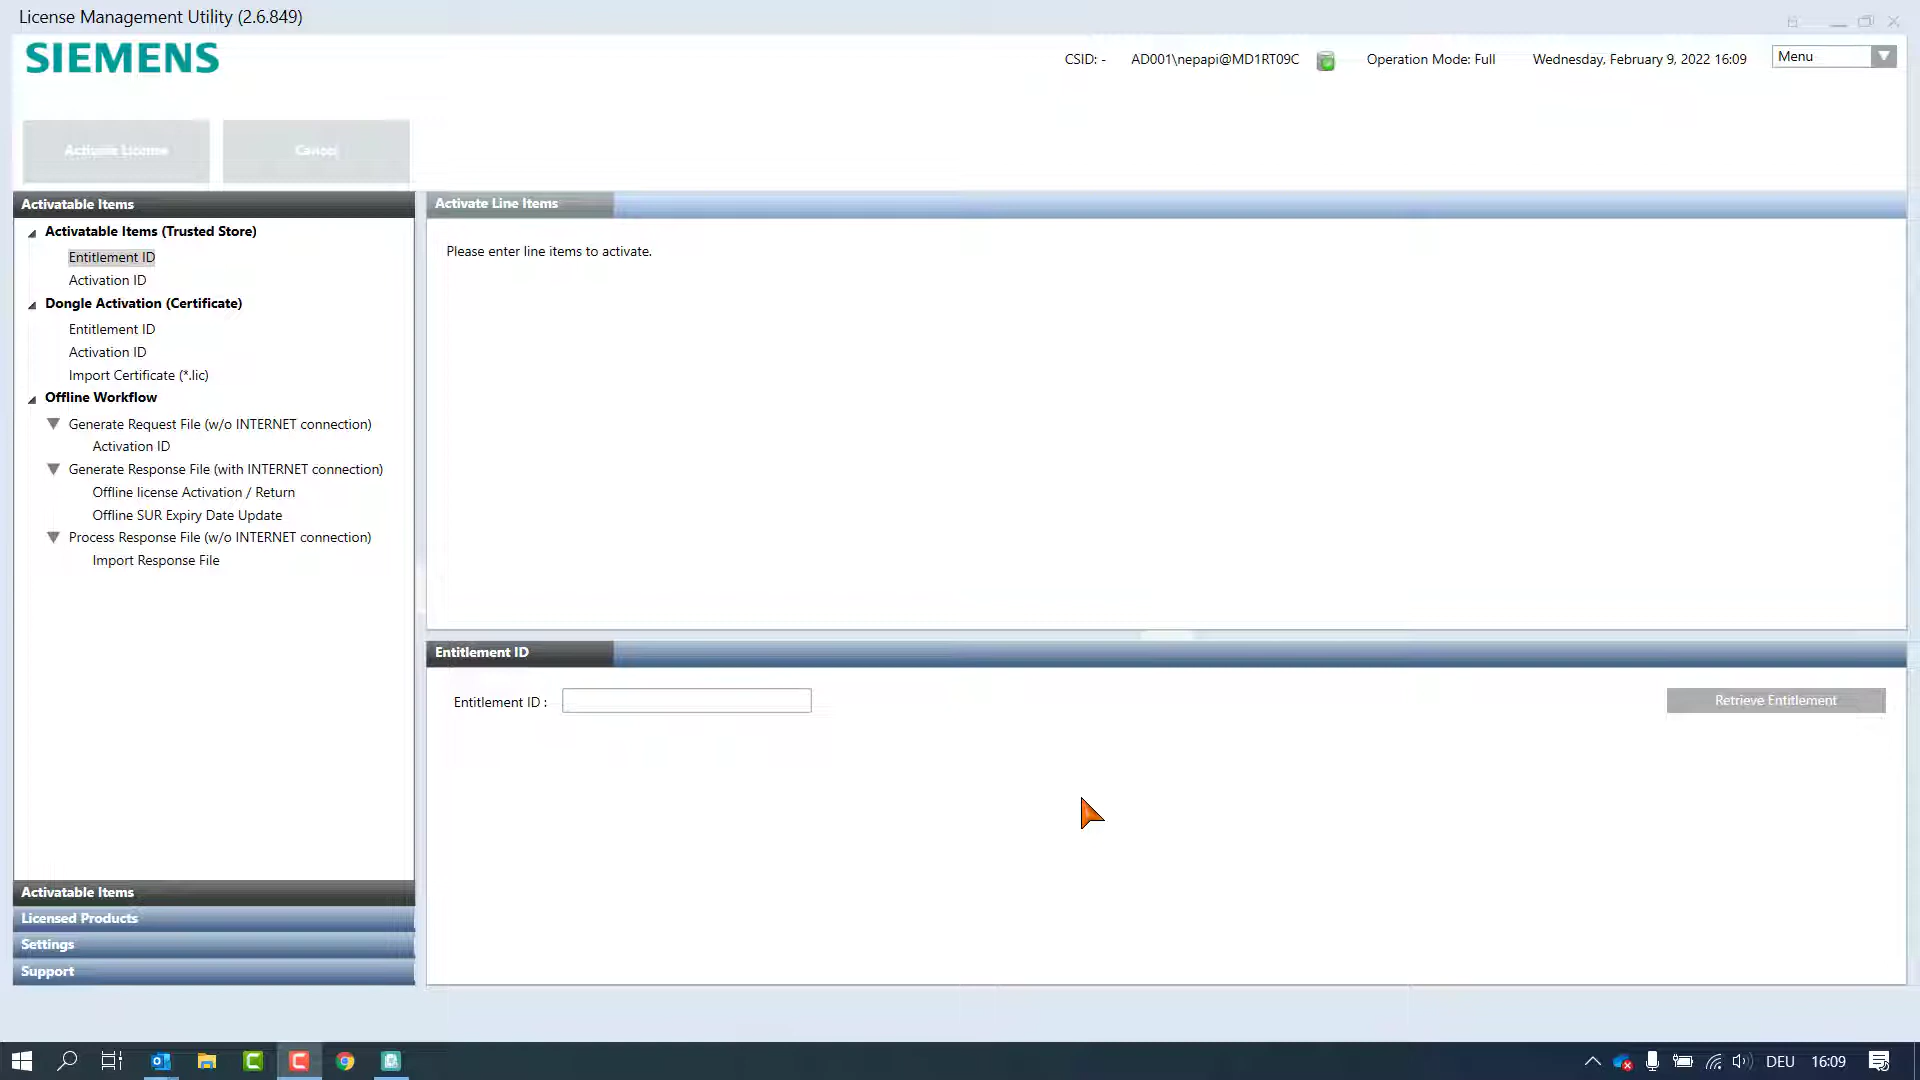 License Management Utility (2.6.849)
SIEMENS
CSID: - AD001\nepapi@MD1RT09C Operation Mode: Full Wednesday, February 9, 2022 16:09 Menu
Activate License Cancel
Activatable Items
Activatable Items (Trusted Store)
Entitlement ID
Activation ID
Dongle Activation (Certificate)
Entitlement ID
Activation ID
Import Certificate (*.lic)
Offline Workflow
Generate Request File (w/o INTERNET connection)
Activation ID
Generate Response File (with INTERNET connection)
Offline license Activation / Return
Offline SUR Expiry Date Update
Process Response File (w/o INTERNET connection)
Import Response File
Activatable Items
Licensed Products
Settings
Support
Activate Line Items
Please enter line items to activate.
Entitlement ID
Entitlement ID : Retrieve Entitlement
DEU 16:09